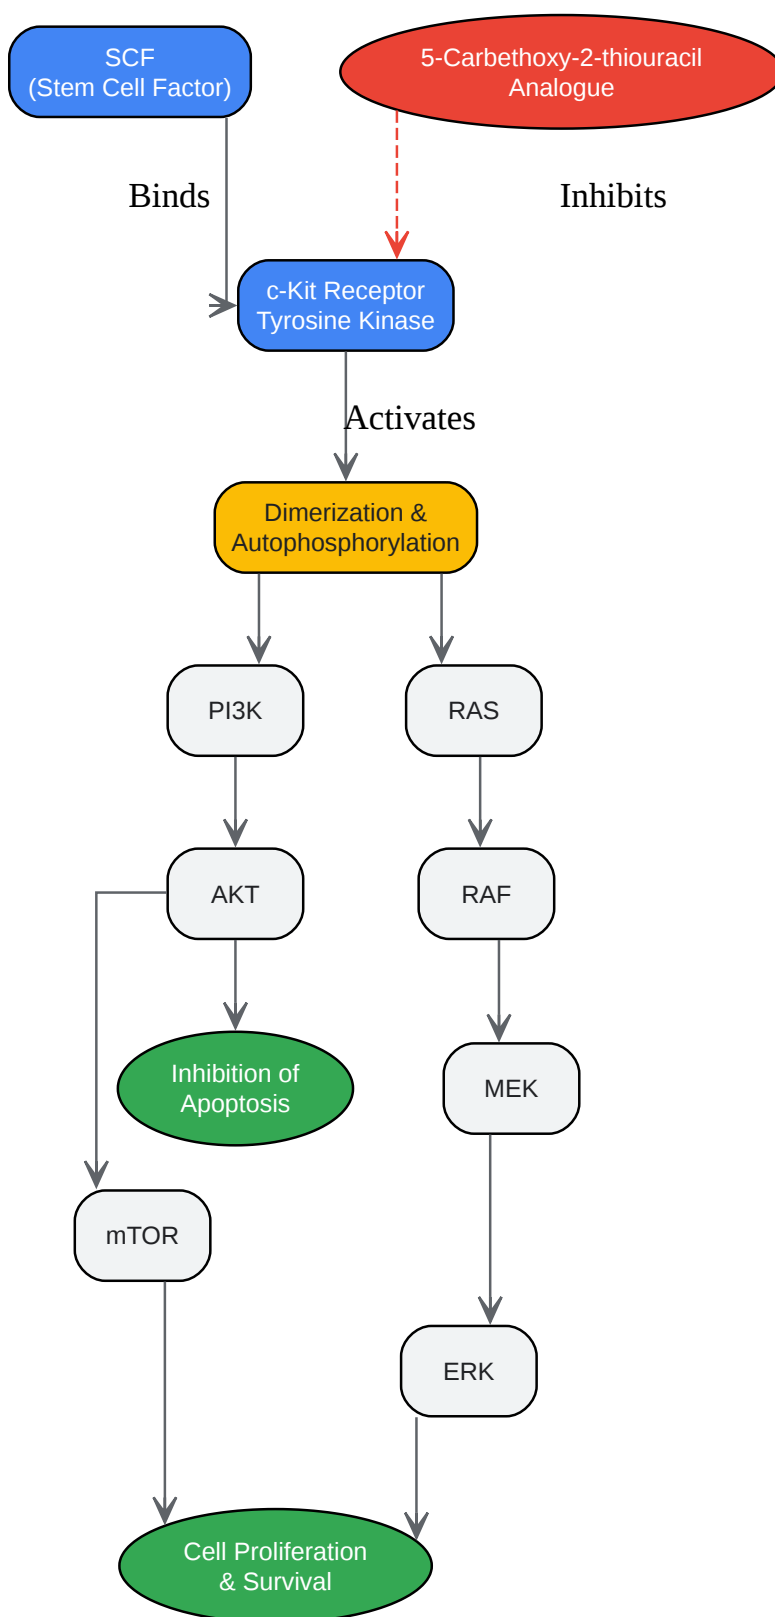 SCF
(Stem Cell Factor)
5-Carbethoxy-2-thiouracil
Analogue
Binds
Inhibits
c-Kit Receptor
Tyrosine Kinase
Activates
Dimerization &
Autophosphorylation
PI3K
RAS
AKT
RAF
Inhibition of
Apoptosis
MEK
mTOR
ERK
Cell Proliferation
& Survival